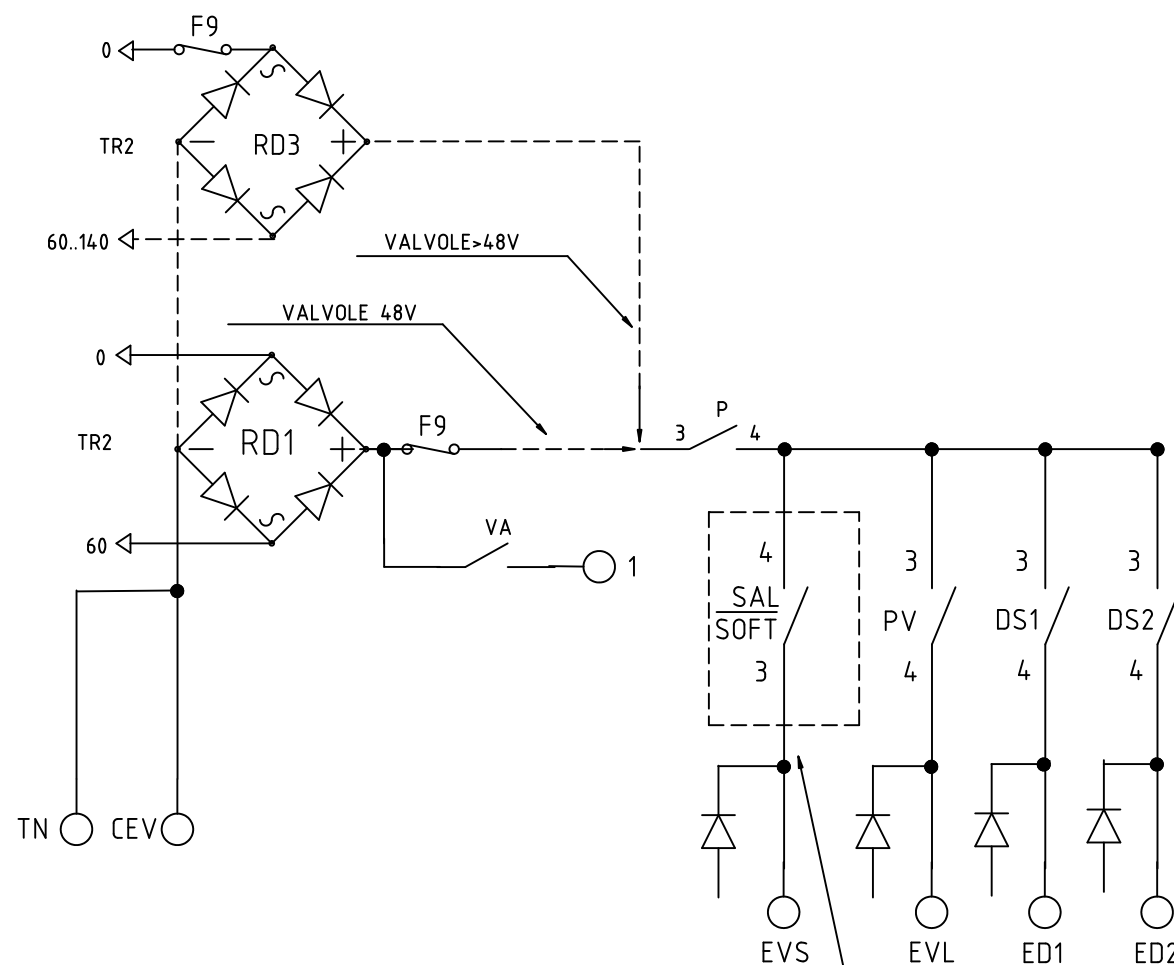 F9
0
TR2
RD3
60..140
VALVOLE>48V
VALVOLE 48V
0
TR2
RD1
F9
3 P 4
60
VA
1
4
SAL
SOFT
3
3
PV
4
3
DS1
4
3
DS2
4
TN CEV
EVS EVL ED1 ED2